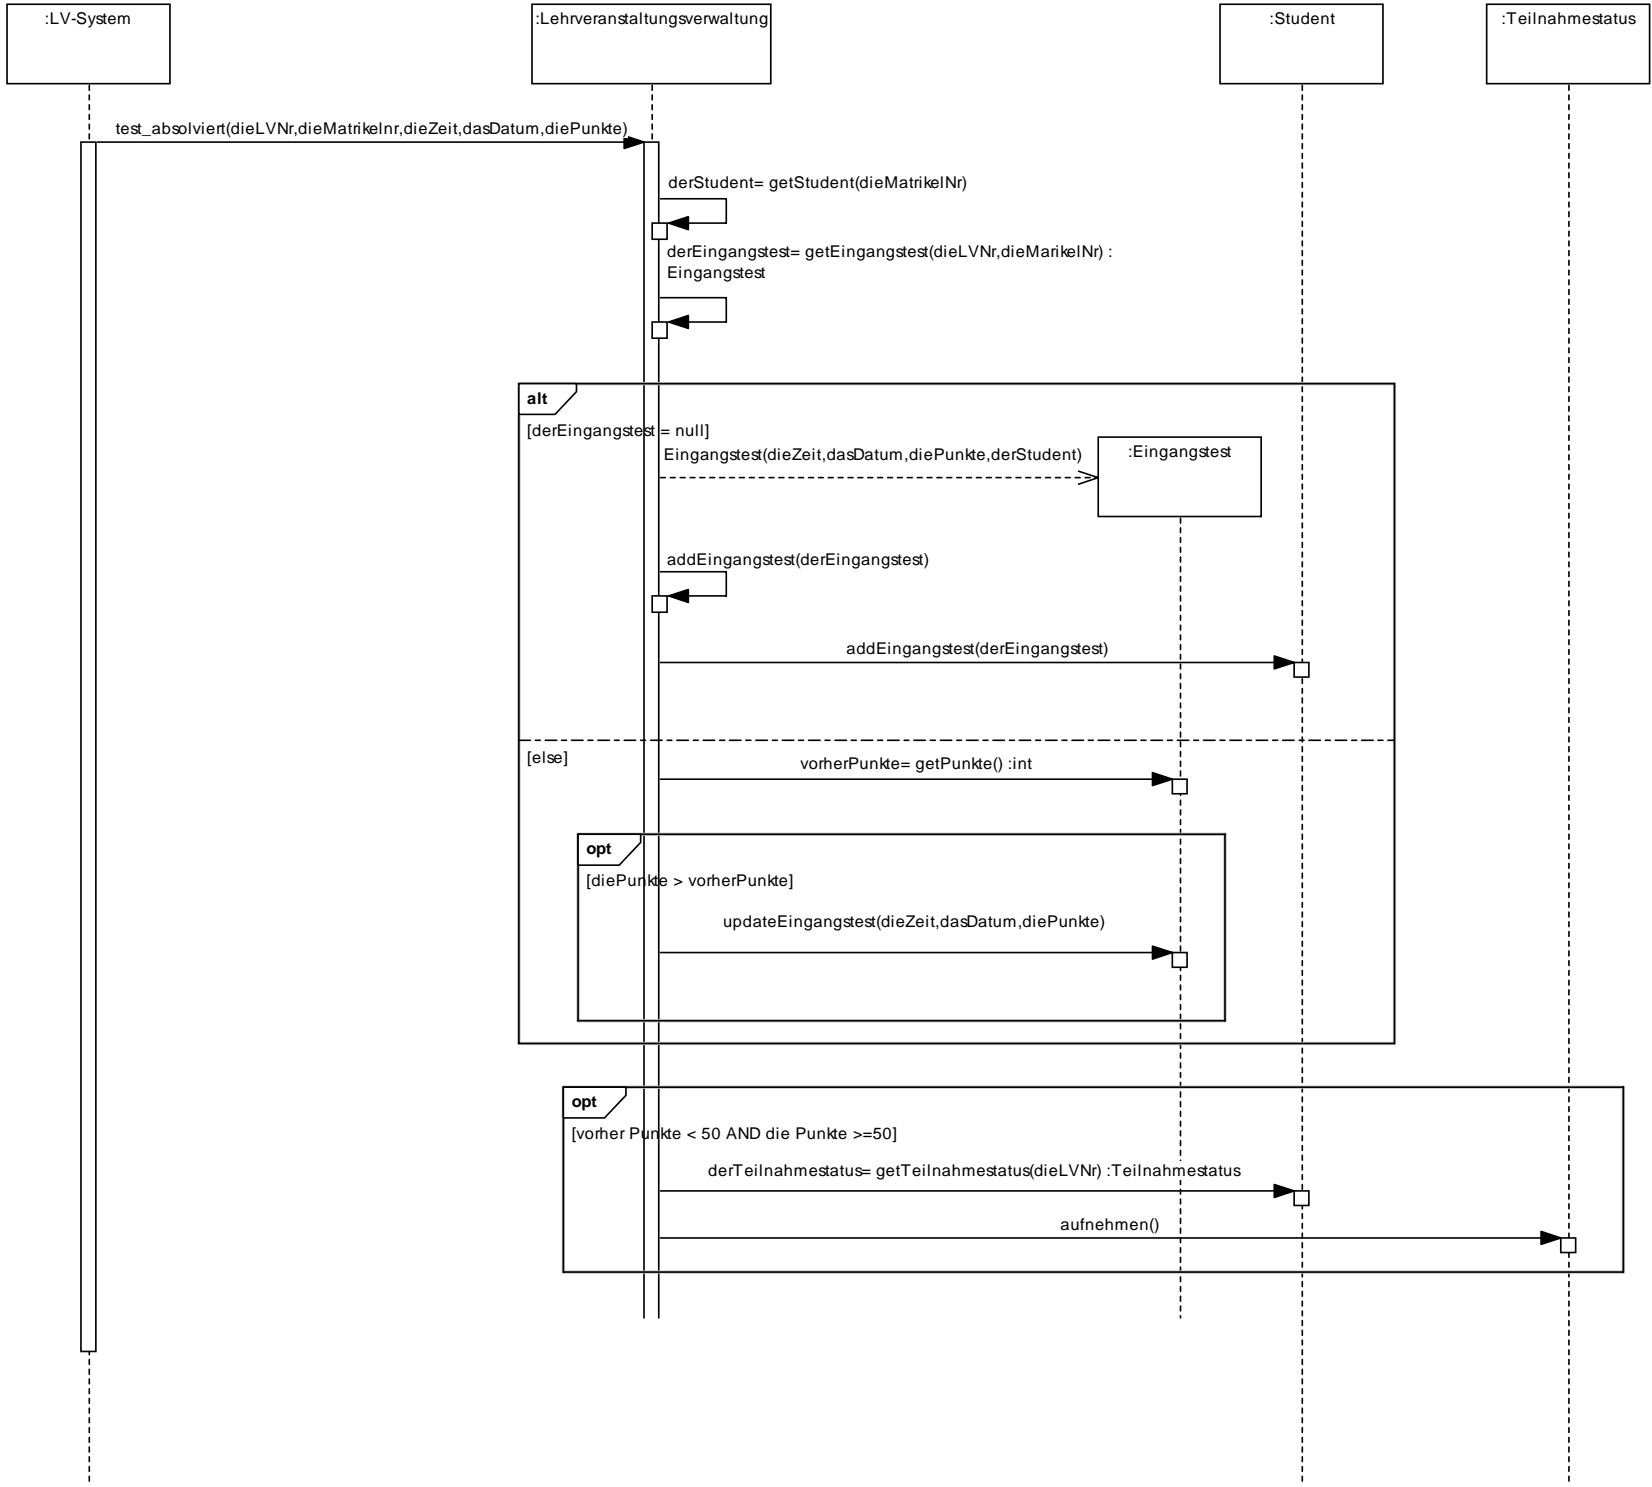 :LV-System
:Lehrveranstaltungsverwaltung
:Student
:Teilnahmestatus
test_absolviert(dieLVNr,dieMatrikelnr,dieZeit,dasDatum,diePunkte)
derStudent= getStudent(dieMatrikelNr)
derEingangstest= getEingangstest(dieLVNr,dieMarikelNr) :
Eingangstest
alt
[derEingangstest = null]
Eingangstest(dieZeit,dasDatum,diePunkte,derStudent)
:Eingangstest
addEingangstest(derEingangstest)
addEingangstest(derEingangstest)
[else]
vorherPunkte= getPunkte() :int
opt
[diePunkte > vorherPunkte]
updateEingangstest(dieZeit,dasDatum,diePunkte)
opt
[vorher Punkte < 50 AND die Punkte >=50]
derTeilnahmestatus= getTeilnahmestatus(dieLVNr) :Teilnahmestatus
aufnehmen()